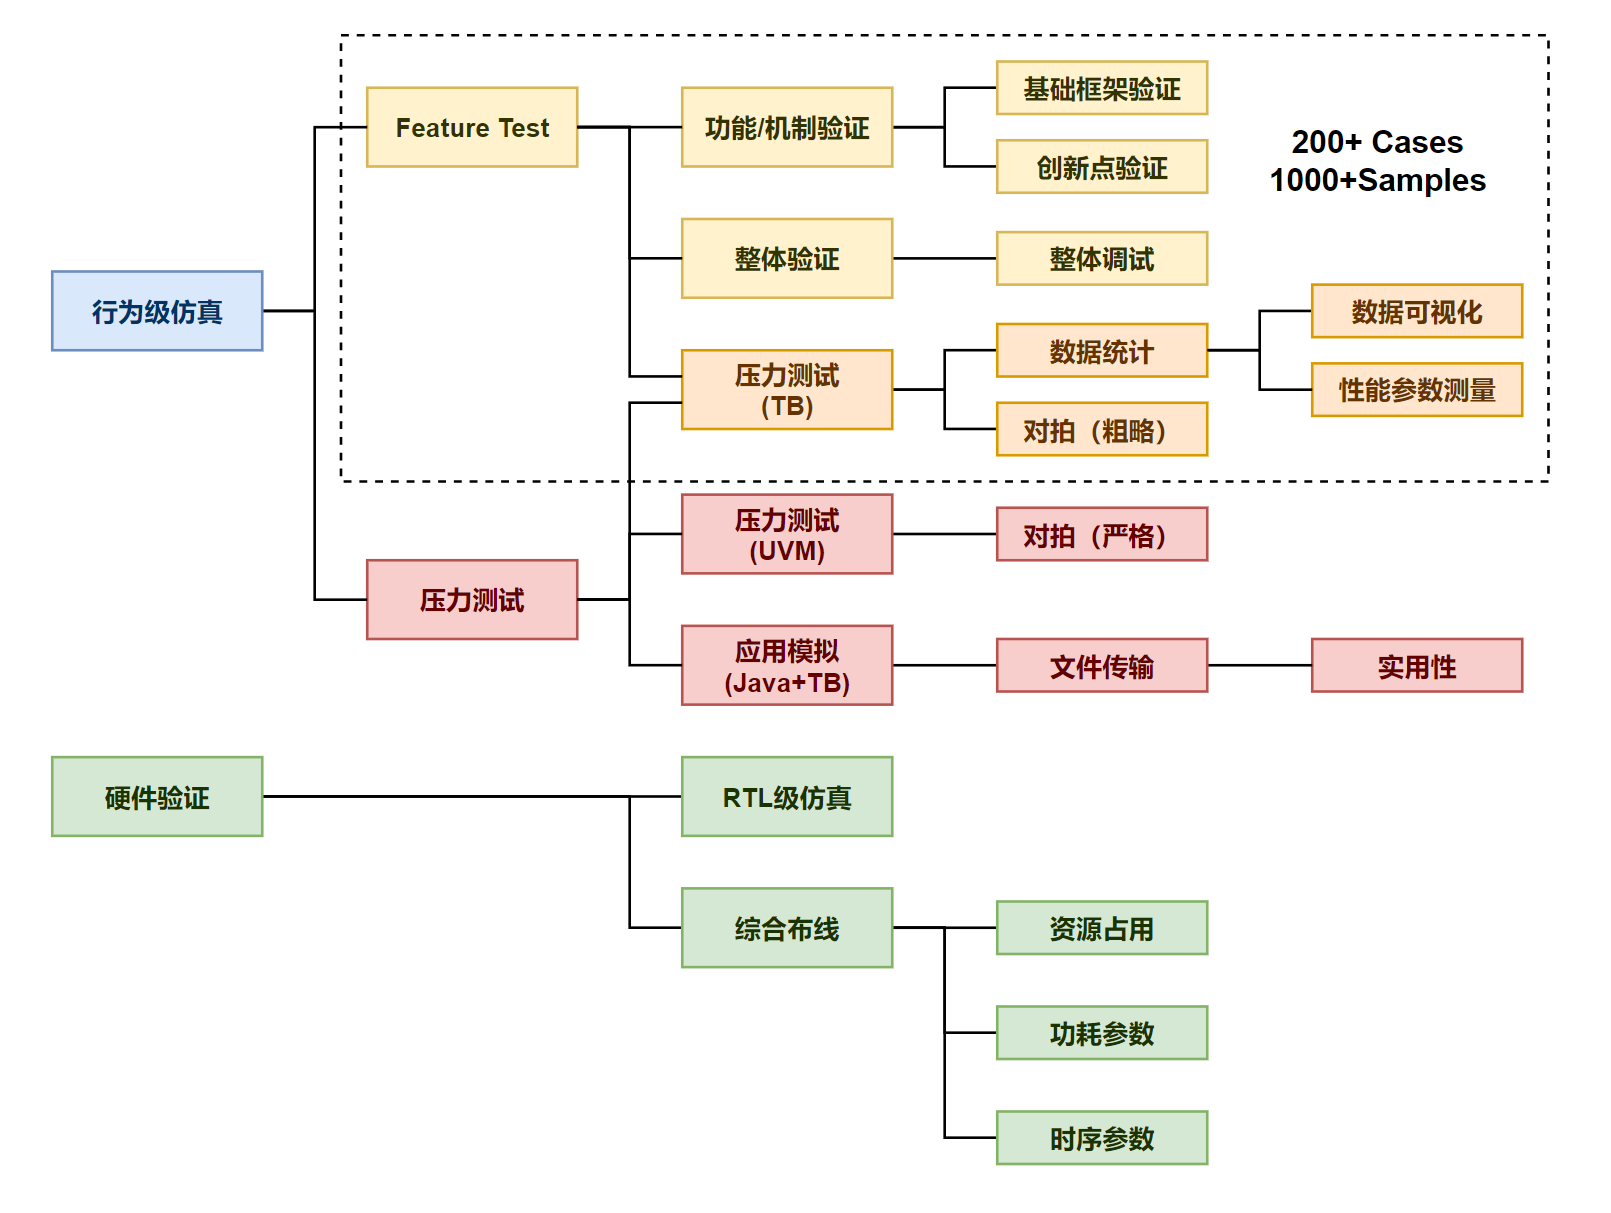 基础框架验证
Feature Test
功能/机制验证
200+ Cases
1000+Samples
创新点验证
整体验证
整体调试
行为级仿真
数据可视化
数据统计
压力测试
(TB)
性能参数测量
对拍（粗略）
压力测试
(UVM)
对拍（严格）
压力测试
应用模拟
(Java+TB)
文件传输
实用性
硬件验证
RTL级仿真
综合布线
资源占用
功耗参数
时序参数